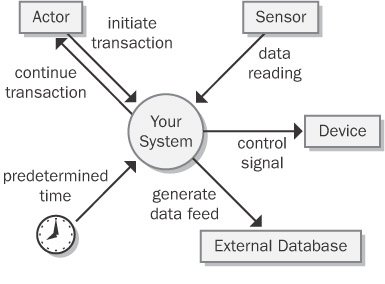 Actor
initiate
transaction
Sensor
data
reading
continue
transaction
Your
System
control
signal
Device
predetermined
time
generate
data feed
External Database